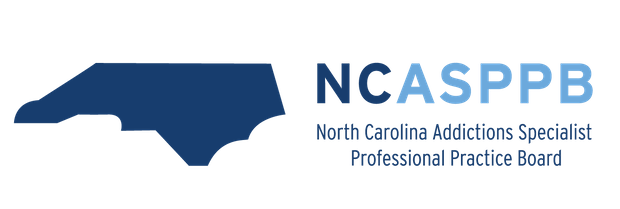 NCASPPB
North Carolina Addictions Specialist
Professional Practice Board